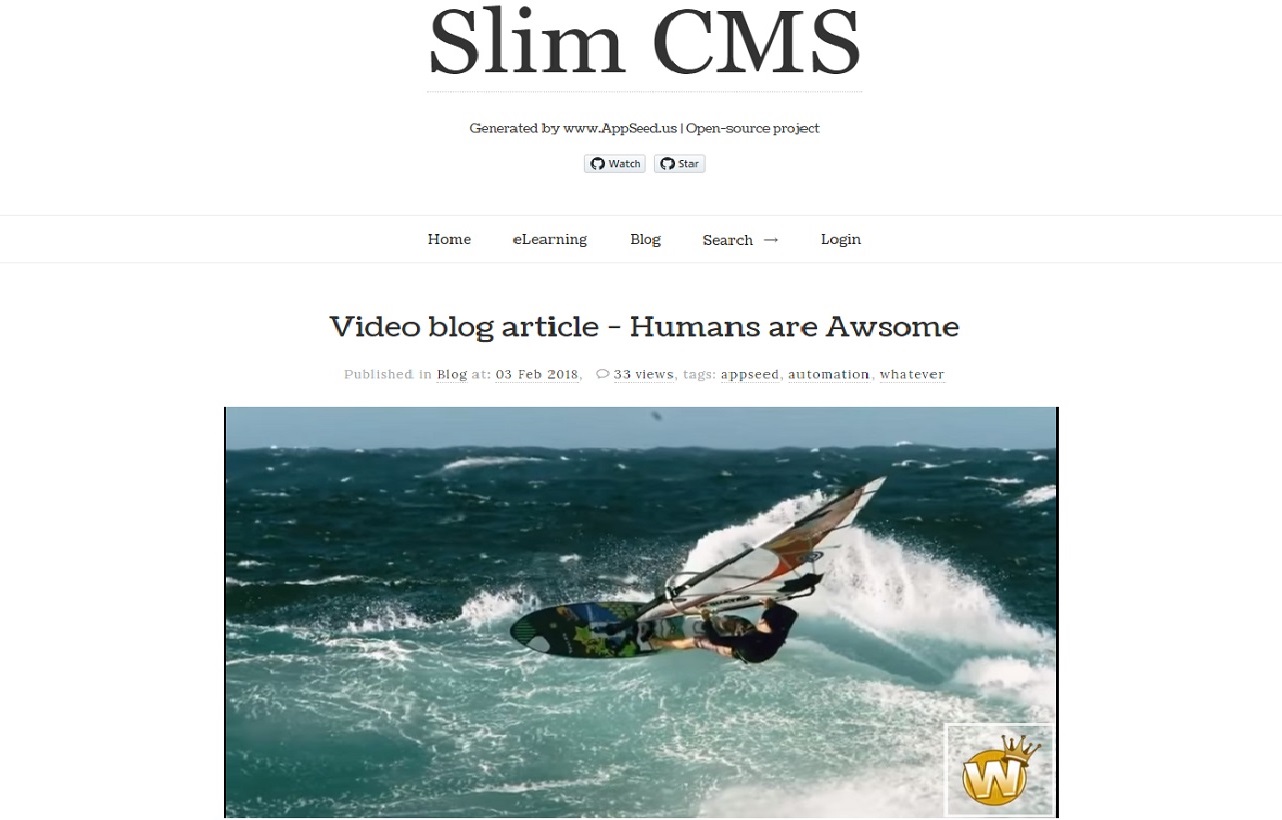 Slim CMS
Generated by www.AppSeed.us | Open-source project
Watch Star
Home eLearning Blog Search → Login
Video blog article - Humans are Awsome
Published in Blog at: 03 Feb 2018, 33 views, tags: appseed, automation, whatever
W